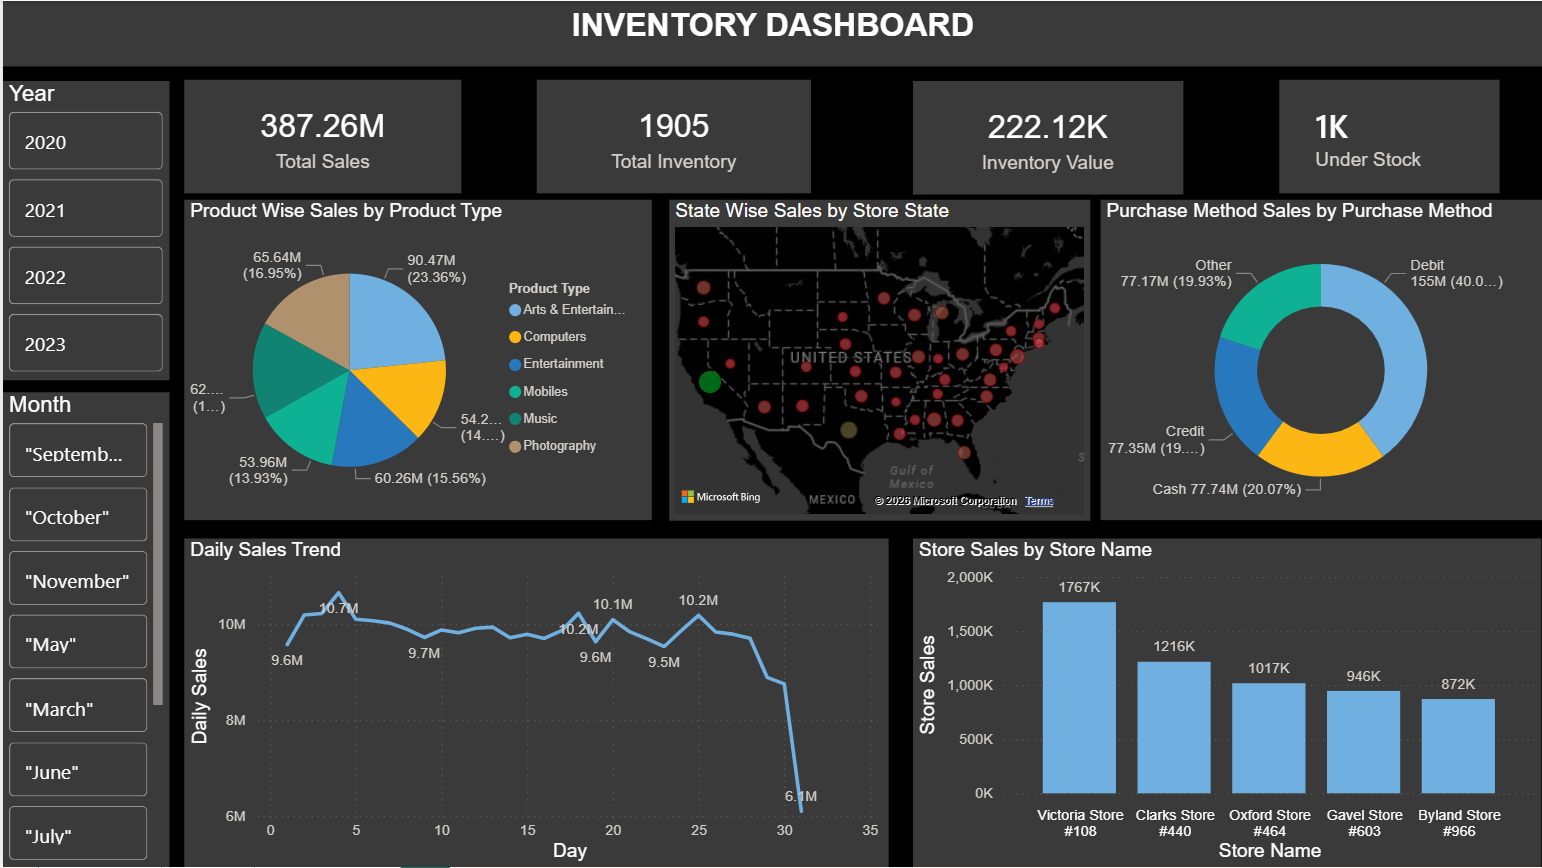 INVENTORY DASHBOARD
Year
2020
2021
2022
2023
Month
"Septemb...
"October"
"November"
"May"
"March"
"June"
"July"
387.26M
Total Sales
1905
Total Inventory
222.12K
Inventory Value
1K
Under Stock
Product Wise Sales by Product Type
65.64M
(16.95%)
90.47M
(23.36%)
62....
(1...)
54.2...
(14....)
53.96M
(13.93%)
60.26M (15.56%)
Product Type
Arts & Entertain...
Computers
Entertainment
Mobiles
Music
Photography
State Wise Sales by Store State
UNITED STATES
Gulf of
Mexico
MEXICO
S
Microsoft Bing
© 2026 Microsoft Corporation Terms
Purchase Method Sales by Purchase Method
Other
77.17M (19.93%)
Debit
155M (40.0...)
Credit
77.35M (19....)
Cash 77.74M (20.07%)
Daily Sales Trend
Daily Sales
10M
8M
6M
9.6M
10.7M
9.7M
10.2M
9.6M
10.1M
9.5M
10.2M
6.1M
0
5
10
15
20
25
30
35
Day
Store Sales by Store Name
Store Sales
2,000K
1,500K
1,000K
500K
0K
1767K
1216K
1017K
946K
872K
Victoria Store
#108
Clarks Store
#440
Oxford Store
#464
Gavel Store
#603
Byland Store
#966
Store Name